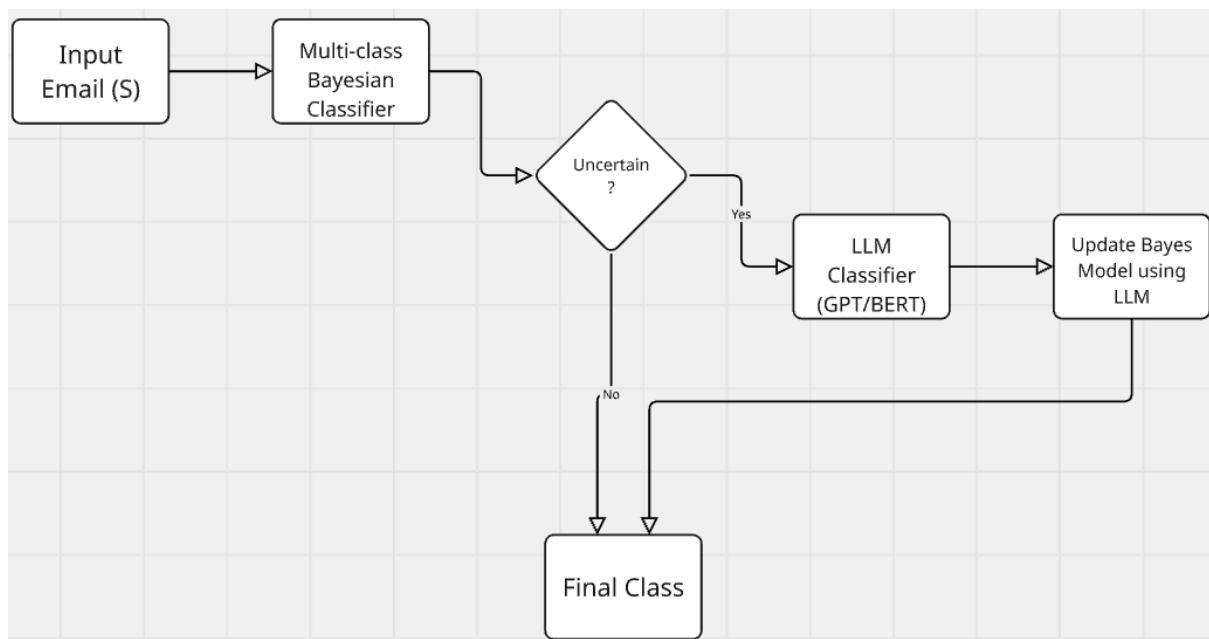 Input
Email (S)
Multi-class
Bayesian
Classifier
Uncertain
?
Yes
LLM
Classifier
(GPT/BERT)
Update Bayes
Model using
LLM
No
Final Class